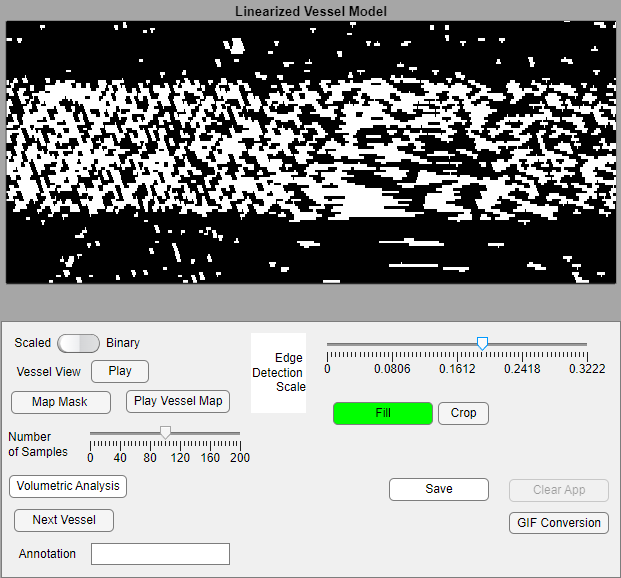 Linearized Vessel Model
Scaled Binary
Vessel View Play
Map Mask Play Vessel Map
Edge
Detection
Scale
0 0.0806 0.1612 0.2418 0.3222
Fill Crop
Number
of Samples
0 40 80 120 160 200
Volumetric Analysis
Save Clear App
Next Vessel GIF Conversion
Annotation